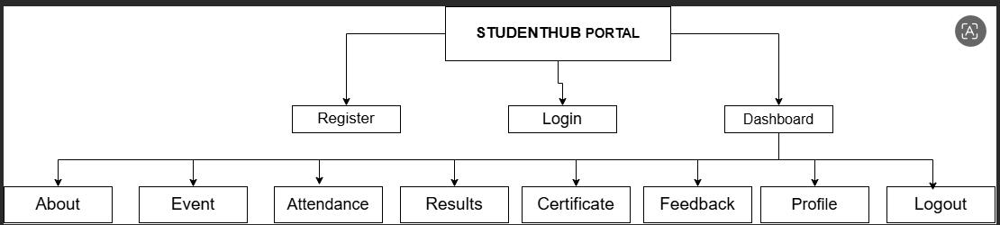 STUDENTHUB PORTAL
Register
Login
Dashboard
About
Event
Attendance
Results
Certificate
Feedback
Profile
Logout